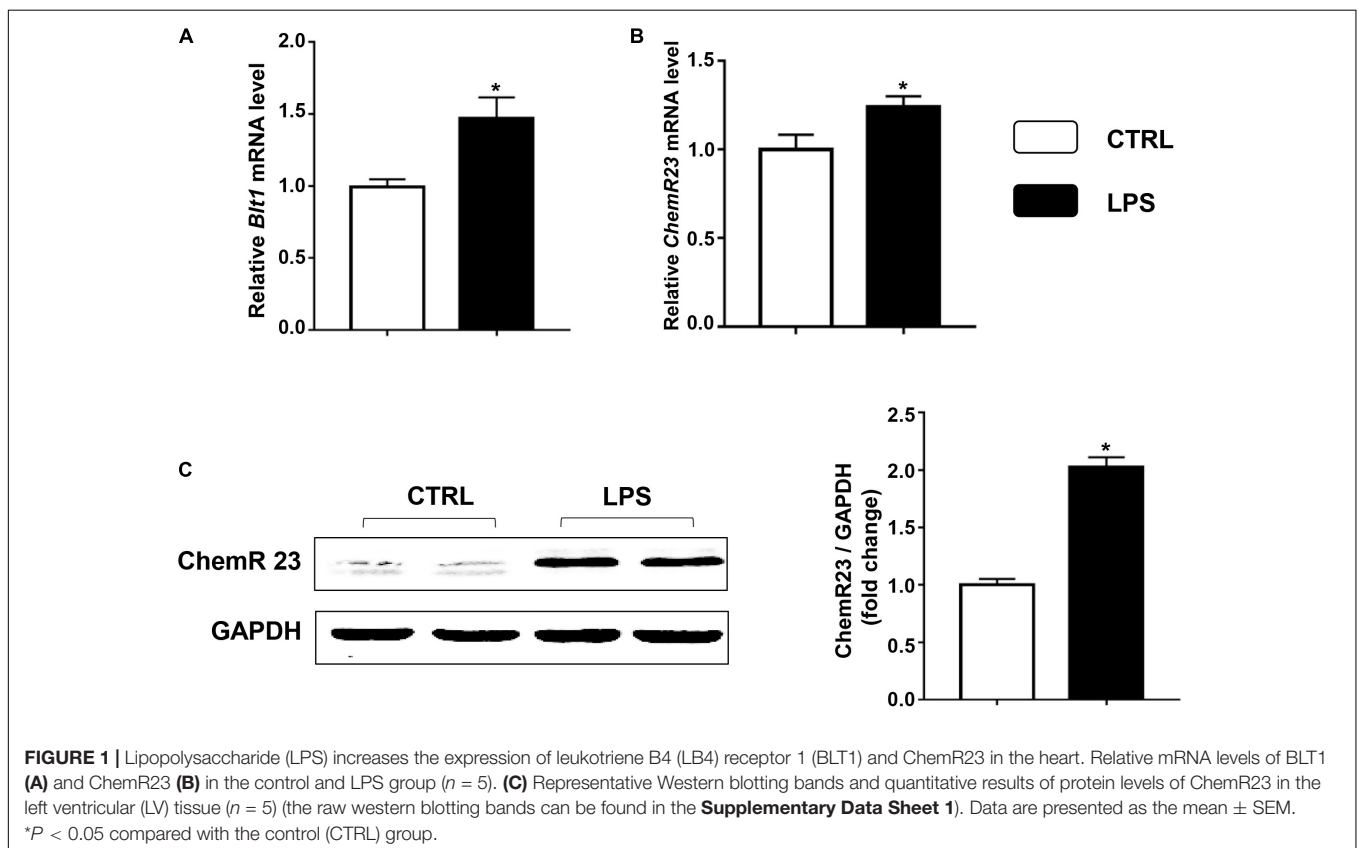 A
2.0
1.5
1.0
0.5
0.0
Relative Blt1 mRNA level
*
B
1.5
1.0
0.5
0.0
Relative ChemR23 mRNA level
*
CTRL
LPS
C
CTRL LPS
ChemR 23
GAPDH
2.5
2.0
1.5
1.0
0.5
0.0
ChemR23 / GAPDH
(fold change)
*
FIGURE 1 | Lipopolysaccharide (LPS) increases the expression of leukotriene B4 (LB4) receptor 1 (BLT1) and ChemR23 in the heart. Relative mRNA levels of BLT1
(A) and ChemR23 (B) in the control and LPS group (n = 5). (C) Representative Western blotting bands and quantitative results of protein levels of ChemR23 in the
left ventricular (LV) tissue (n = 5) (the raw western blotting bands can be found in the Supplementary Data Sheet 1). Data are presented as the mean ± SEM.
*P < 0.05 compared with the control (CTRL) group.